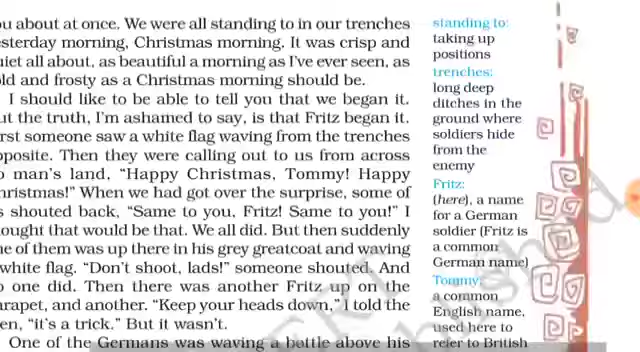 ou about at once. We were all standing to in our trenches
esterday morning, Christmas morning. It was crisp and
uiet all about, as beautiful a morning as I've ever seen, as
old and frosty as a Christmas morning should be.
I should like to be able to tell you that we began it.
ut the truth, I'm ashamed to say, is that Fritz began it.
rst someone saw a white flag waving from the trenches
pposite. Then they were calling out to us from across
o man's land, “Happy Christmas, Tommy! Happy
hristmas!” When we had got over the surprise, some of
s shouted back, “Same to you, Fritz! Same to you!” I
ought that would be that. We all did. But then suddenly
ne of them was up there in his grey greatcoat and waving
white flag. “Don't shoot, lads!” someone shouted. And
o one did. Then there was another Fritz up on the
arapet, and another. “Keep your heads down,” I told the
en, “it's a trick.” But it wasn't.
One of the Germans was waving a bottle above his
standing to:
taking up
positions
trenches:
long deep
ditches in the
ground where
soldiers hide
from the
enemy
Fritz:
(here), a name
for a German
soldier (Fritz is
a common
German name)
Tommy:
a common
English name,
used here to
refer to British